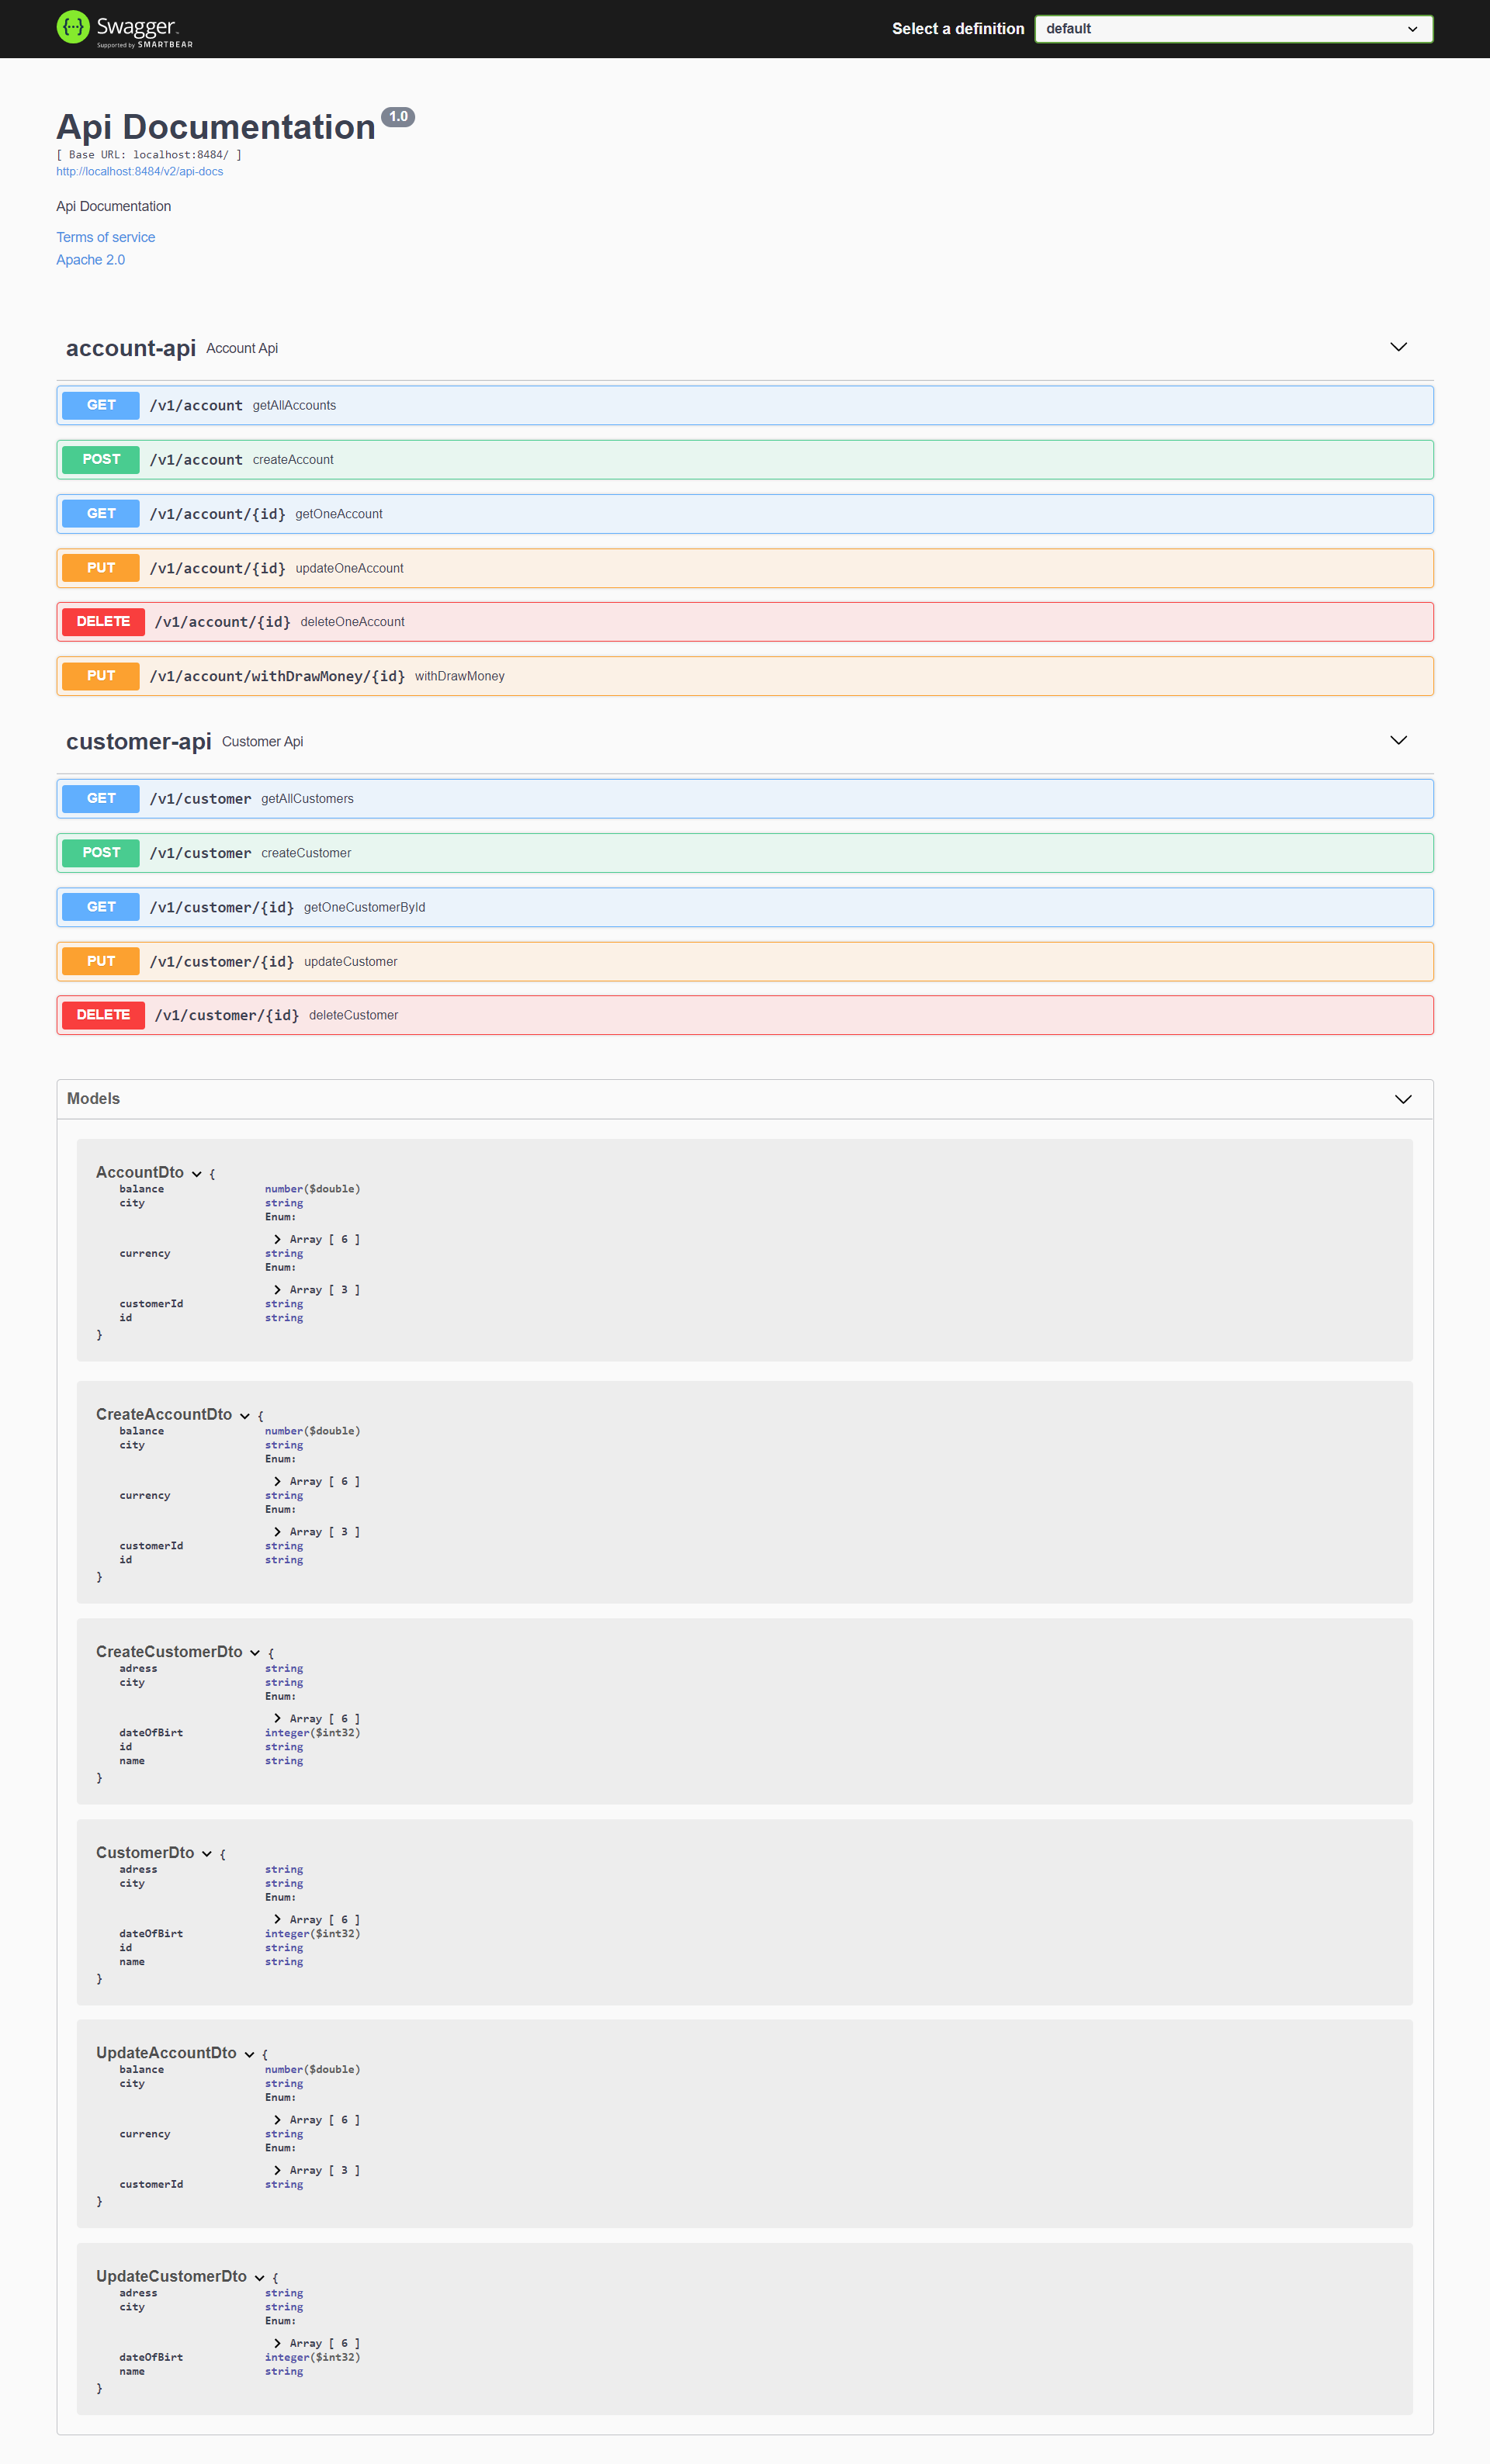 Swagger
Supported by SMARTBEAR
Select a definition default
Api Documentation 1.0
[ Base URL: localhost:8484/ ]
http://localhost:8484/v2/api-docs
Api Documentation
Terms of service
Apache 2.0
account-api Account Api
GET /v1/account getAllAccounts
POST /v1/account createAccount
GET /v1/account/{id} getOneAccount
PUT /v1/account/{id} updateOneAccount
DELETE /v1/account/{id} deleteOneAccount
PUT /v1/account/withDrawMoney/{id} withDrawMoney
customer-api Customer Api
GET /v1/customer getAllCustomers
POST /v1/customer createCustomer
GET /v1/customer/{id} getOneCustomerById
PUT /v1/customer/{id} updateCustomer
DELETE /v1/customer/{id} deleteCustomer
Models
AccountDto {
balance number($double)
city string
Enum:
Array [ 6 ]
currency string
Enum:
Array [ 3 ]
customerId string
id string
}
CreateAccountDto {
balance number($double)
city string
Enum:
Array [ 6 ]
currency string
Enum:
Array [ 3 ]
customerId string
id string
}
CreateCustomerDto {
adress string
city string
Enum:
Array [ 6 ]
dateOfBirt integer($int32)
id string
name string
}
CustomerDto {
adress string
city string
Enum:
Array [ 6 ]
dateOfBirt integer($int32)
id string
name string
}
UpdateAccountDto {
balance number($double)
city string
Enum:
Array [ 6 ]
currency string
Enum:
Array [ 3 ]
customerId string
}
UpdateCustomerDto {
adress string
city string
Enum:
Array [ 6 ]
dateOfBirt integer($int32)
name string
}